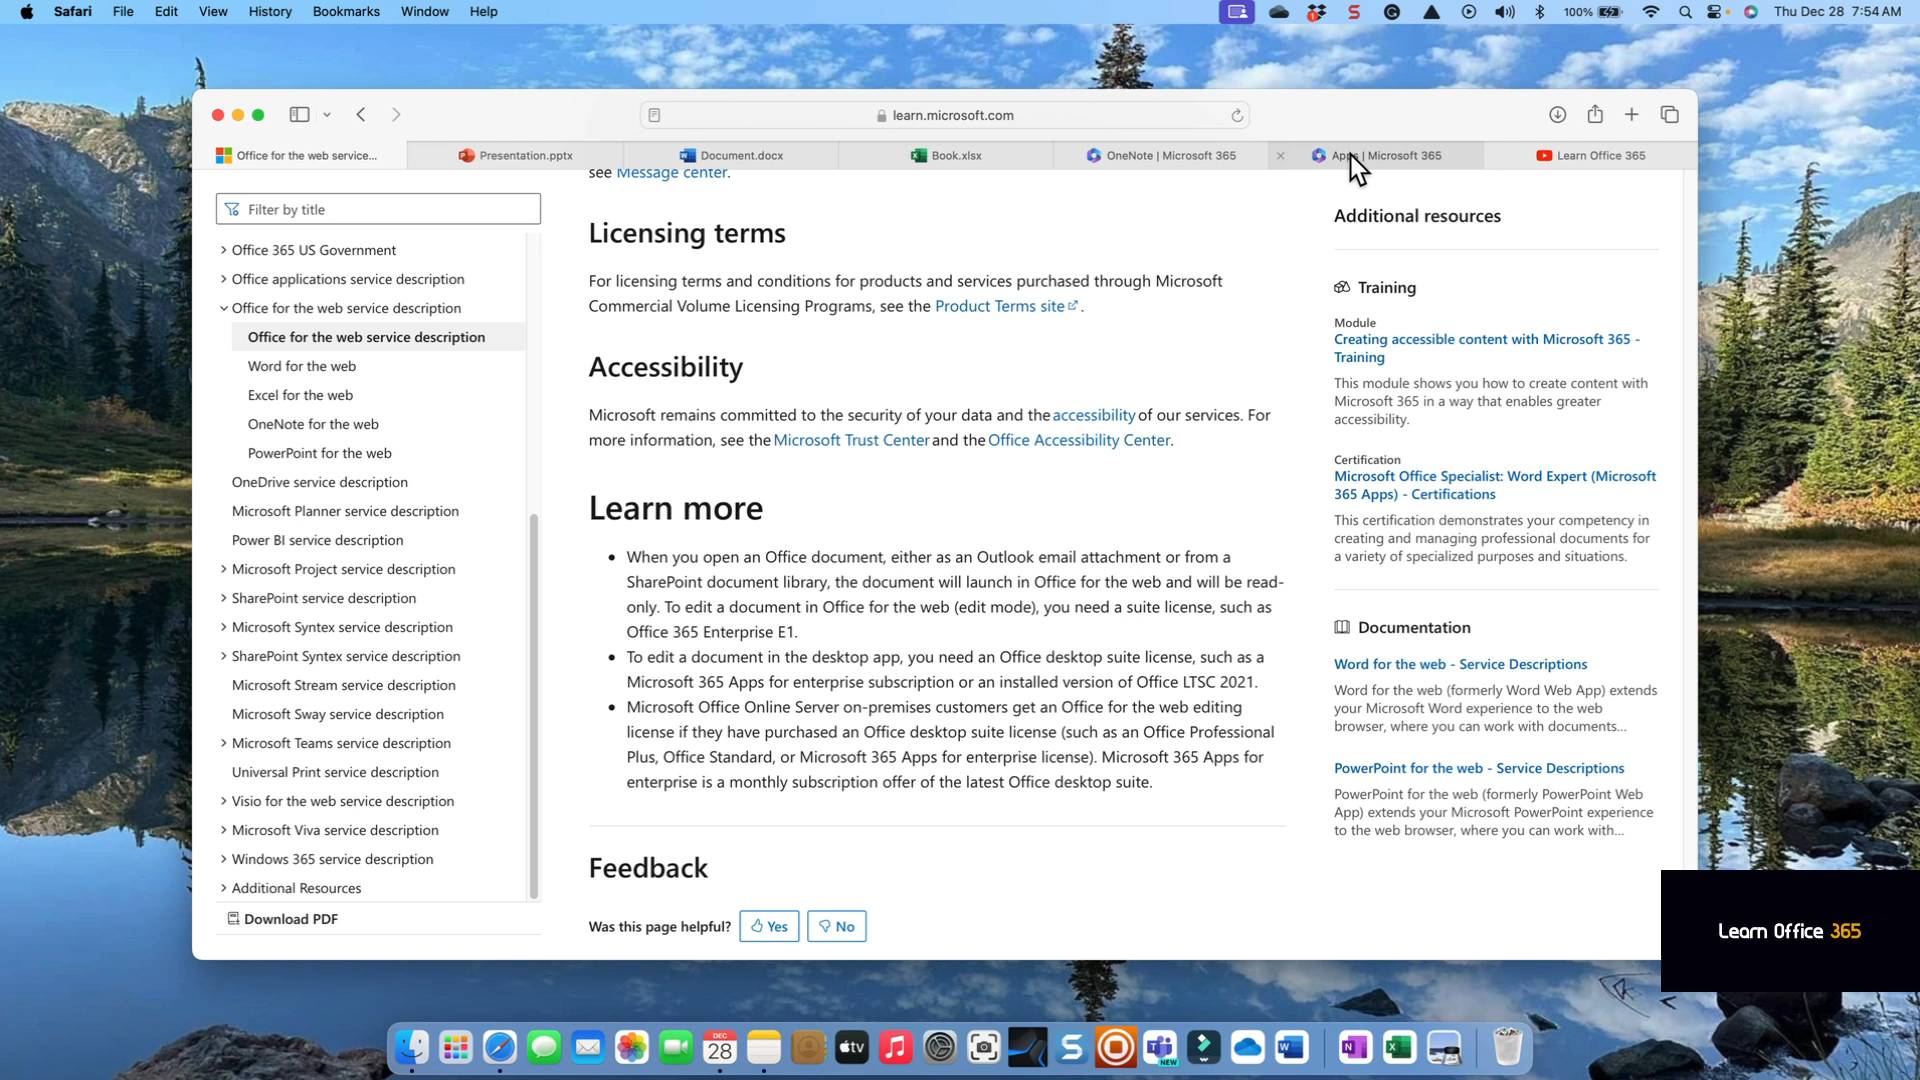 Safari File Edit View History Bookmarks Window Help
100% Thu Dec 28 7:54 AM
learn.microsoft.com
Office for the web service...
Presentation.pptx
Document.docx
Book.xlsx
OneNote | Microsoft 365
Apps | Microsoft 365
Learn Office 365
Filter by title
Office 365 US Government
Office applications service description
Office for the web service description
Office for the web service description
Word for the web
Excel for the web
OneNote for the web
PowerPoint for the web
OneDrive service description
Microsoft Planner service description
Power BI service description
Microsoft Project service description
SharePoint service description
Microsoft Syntex service description
SharePoint Syntex service description
Microsoft Stream service description
Microsoft Sway service description
Microsoft Teams service description
Universal Print service description
Visio for the web service description
Microsoft Viva service description
Windows 365 service description
Additional Resources
Download PDF
see Message center.
Licensing terms
For licensing terms and conditions for products and services purchased through Microsoft
Commercial Volume Licensing Programs, see the Product Terms site.
Accessibility
Microsoft remains committed to the security of your data and the accessibility of our services. For
more information, see the Microsoft Trust Center and the Office Accessibility Center.
Learn more
When you open an Office document, either as an Outlook email attachment or from a
SharePoint document library, the document will launch in Office for the web and will be read-
only. To edit a document in Office for the web (edit mode), you need a suite license, such as
Office 365 Enterprise E1.
To edit a document in the desktop app, you need an Office desktop suite license, such as a
Microsoft 365 Apps for enterprise subscription or an installed version of Office LTSC 2021.
Microsoft Office Online Server on-premises customers get an Office for the web editing
license if they have purchased an Office desktop suite license (such as an Office Professional
Plus, Office Standard, or Microsoft 365 Apps for enterprise license). Microsoft 365 Apps for
enterprise is a monthly subscription offer of the latest Office desktop suite.
Feedback
Was this page helpful? Yes No
Additional resources
Training
Module
Creating accessible content with Microsoft 365 -
Training
This module shows you how to create content with
Microsoft 365 in a way that enables greater
accessibility.
Certification
Microsoft Office Specialist: Word Expert (Microsoft
365 Apps) - Certifications
This certification demonstrates your competency in
creating and managing professional documents for
a variety of specialized purposes and situations.
Documentation
Word for the web - Service Descriptions
Word for the web (formerly Word Web App) extends
your Microsoft Word experience to the web
browser, where you can work with documents...
PowerPoint for the web - Service Descriptions
PowerPoint for the web (formerly PowerPoint Web
App) extends your Microsoft PowerPoint experience
to the web browser, where you can work with...
Learn Office 365
DEC
28
tv
NEW